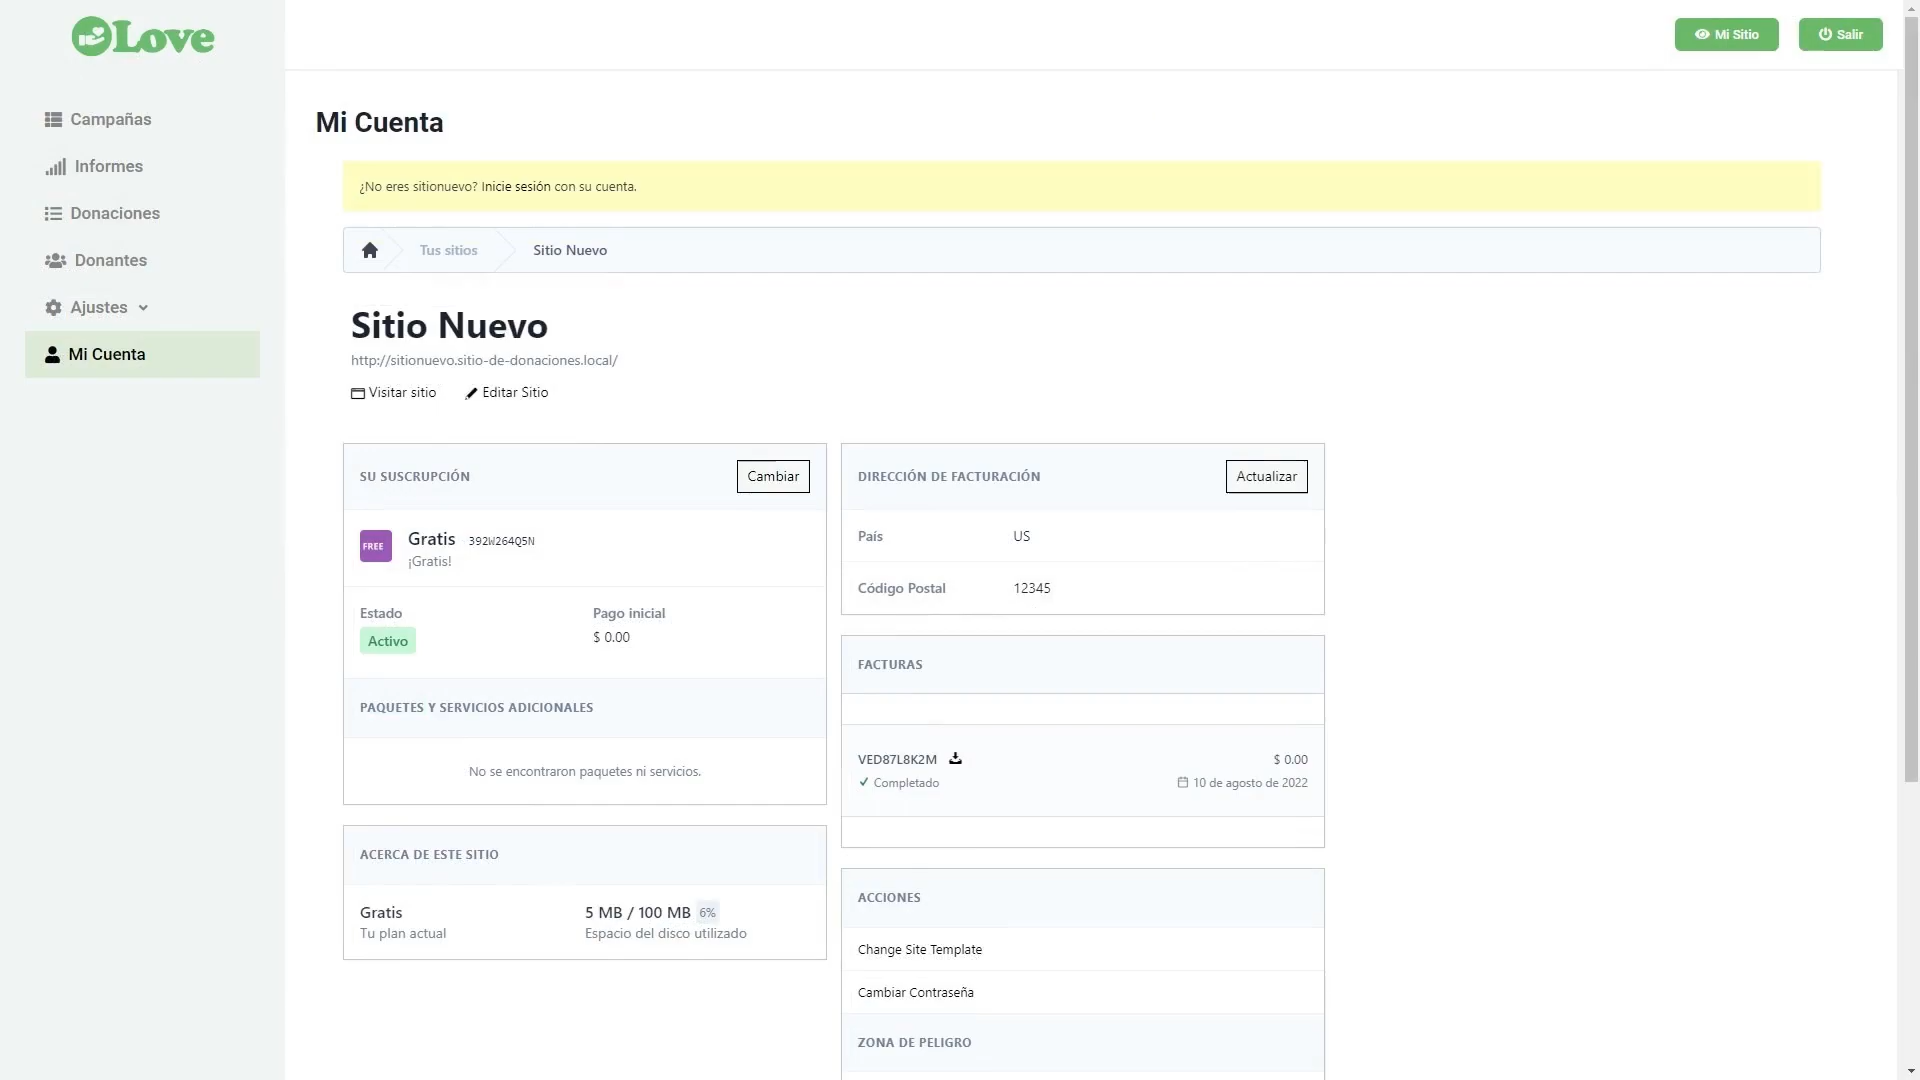 Love
Mi Sitio
Salir
Campañas
Informes
Donaciones
Donantes
Ajustes
Mi Cuenta
Mi Cuenta
¿No eres sitionuevo? Inicie sesión con su cuenta.
Tus sitios
Sitio Nuevo
Sitio Nuevo
http://sitionuevo.sitio-de-donaciones.local/
Visitar sitio
Editar Sitio
SU SUSCRUPCIÓN
Cambiar
FREE
Gratis 392W264Q5N
¡Gratis!
Estado
Activo
Pago inicial
$ 0.00
PAQUETES Y SERVICIOS ADICIONALES
No se encontraron paquetes ni servicios.
ACERCA DE ESTE SITIO
Gratis
Tu plan actual
5 MB / 100 MB 6%
Espacio del disco utilizado
DIRECCIÓN DE FACTURACIÓN
Actualizar
País US
Código Postal 12345
FACTURAS
VED87L8K2M $ 0.00
Completado 10 de agosto de 2022
ACCIONES
Change Site Template
Cambiar Contraseña
ZONA DE PELIGRO